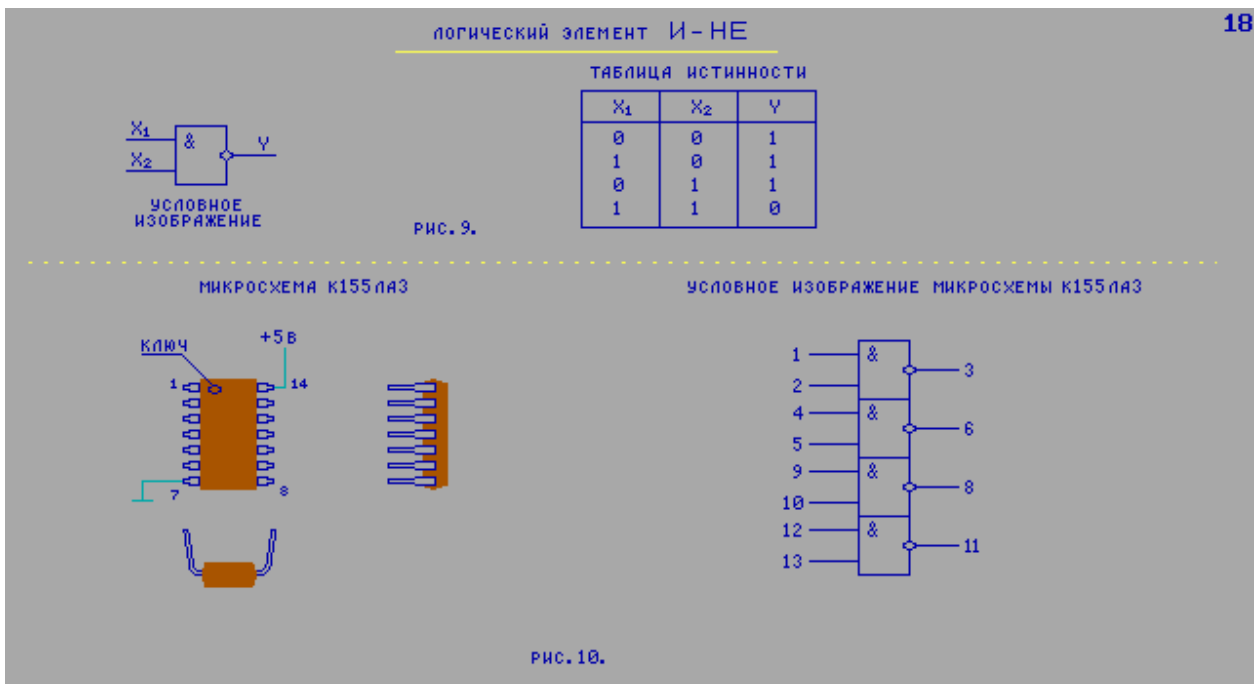 18
ЛОГИЧЕСКИЙ ЭЛЕМЕНТ И-НЕ
ТАБЛИЦА ИСТИННОСТИ
X₁ X₂ Y
0 0 1
1 0 1
0 1 1
1 1 0
X₁ & Y
X₂
УСЛОВНОЕ
ИЗОБРАЖЕНИЕ
РИС.9.
МИКРОСХЕМА К155ЛА3
КЛЮЧ
+5В
1 14
7 8
УСЛОВНОЕ ИЗОБРАЖЕНИЕ МИКРОСХЕМЫ К155ЛА3
1 & 3
2
4 & 6
5
9 & 8
10
12 & 11
13
РИС.10.